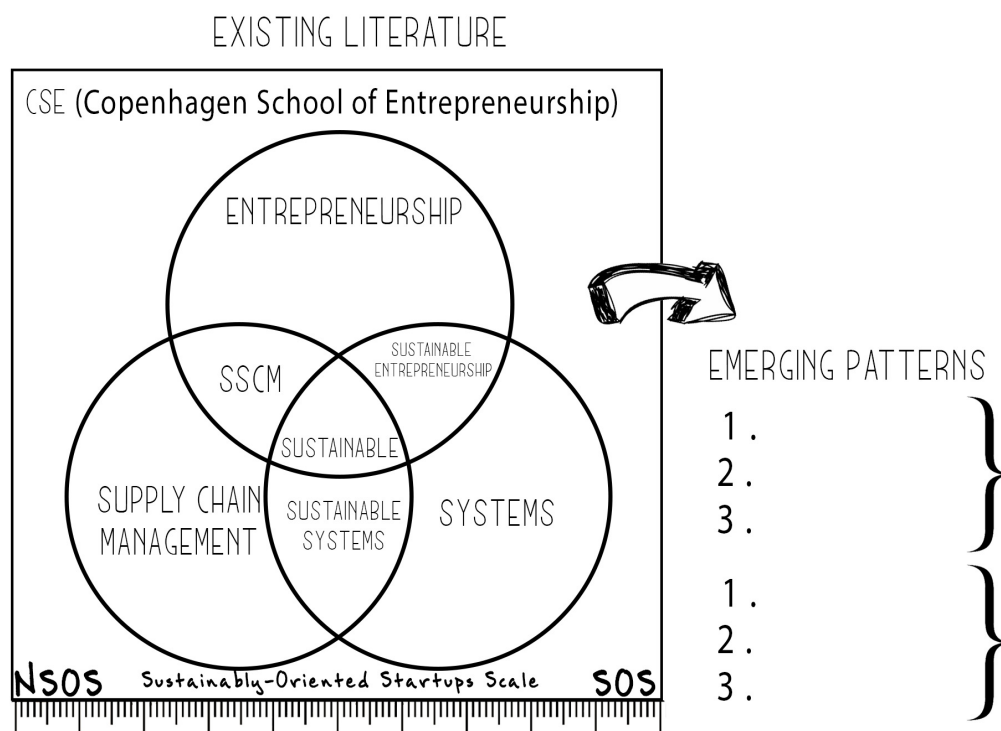 EXISTING LITERATURE
CSE (Copenhagen School of Entrepreneurship)
ENTREPRENEURSHIP
SUSTAINABLE
ENTREPRENEURSHIP
SSCM
SUSTAINABLE
SUPPLY CHAIN
MANAGEMENT
SUSTAINABLE
SYSTEMS
SYSTEMS
NSOS Sustainably-Oriented Startups Scale SOS
EMERGING PATTERNS
1.
2.
3.
1.
2.
3.